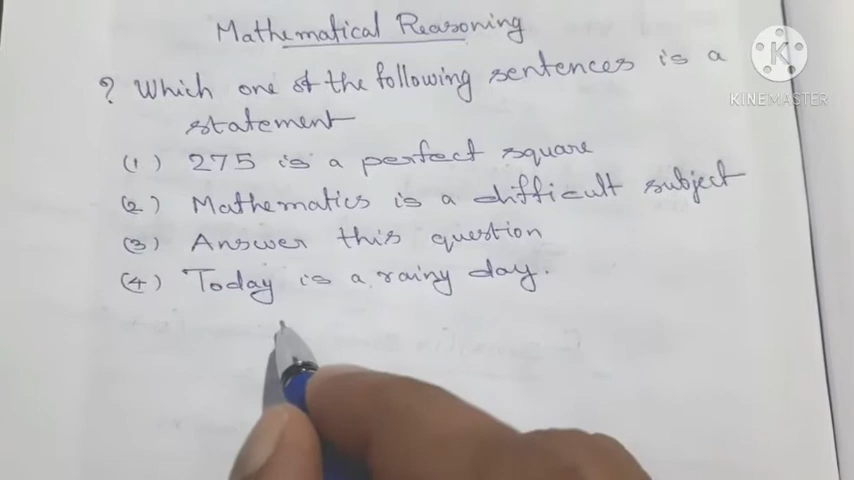 Mathematical Reasoning
? Which one of the following sentences is a
statement
(1) 275 is a perfect square
(2) Mathematics is a difficult subject
(3) Answer this question
(4) Today is a rainy day.
K
KINEMASTER